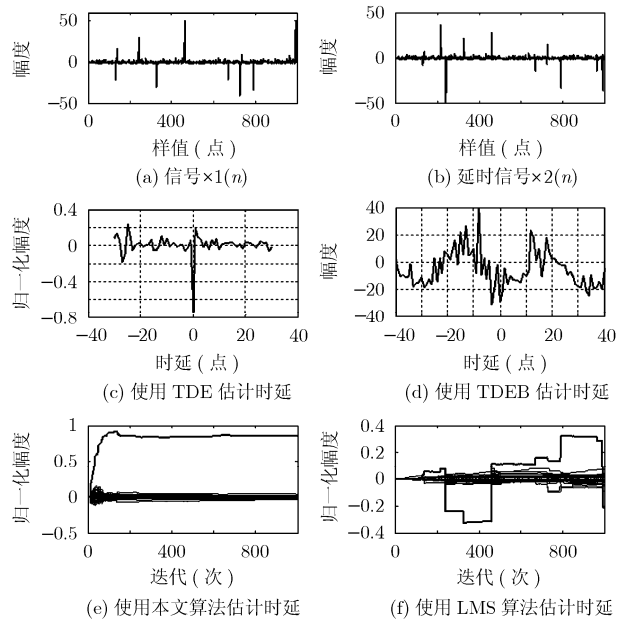 50
0
−50
幅度
0 400 800
样值 ( 点 )
(a) 信号×1(n)
50
0
−50
幅度
0 400 800
样值 ( 点 )
(b) 延时信号×2(n)
0.4
0
−0.4
−0.8
归一化幅度
−40 −20 0 20 40
时延 ( 点 )
(c) 使用 TDE 估计时延
40
20
0
−20
−40
幅度
−40 −20 0 20 40
时延 ( 点 )
(d) 使用 TDEB 估计时延
1
0.5
0
−0.5
归一化幅度
0 400 800
迭代 ( 次 )
(e) 使用本文算法估计时延
0.4
0.2
0
−0.2
−0.4
归一化幅度
0 400 800
迭代 ( 次 )
(f) 使用 LMS 算法估计时延